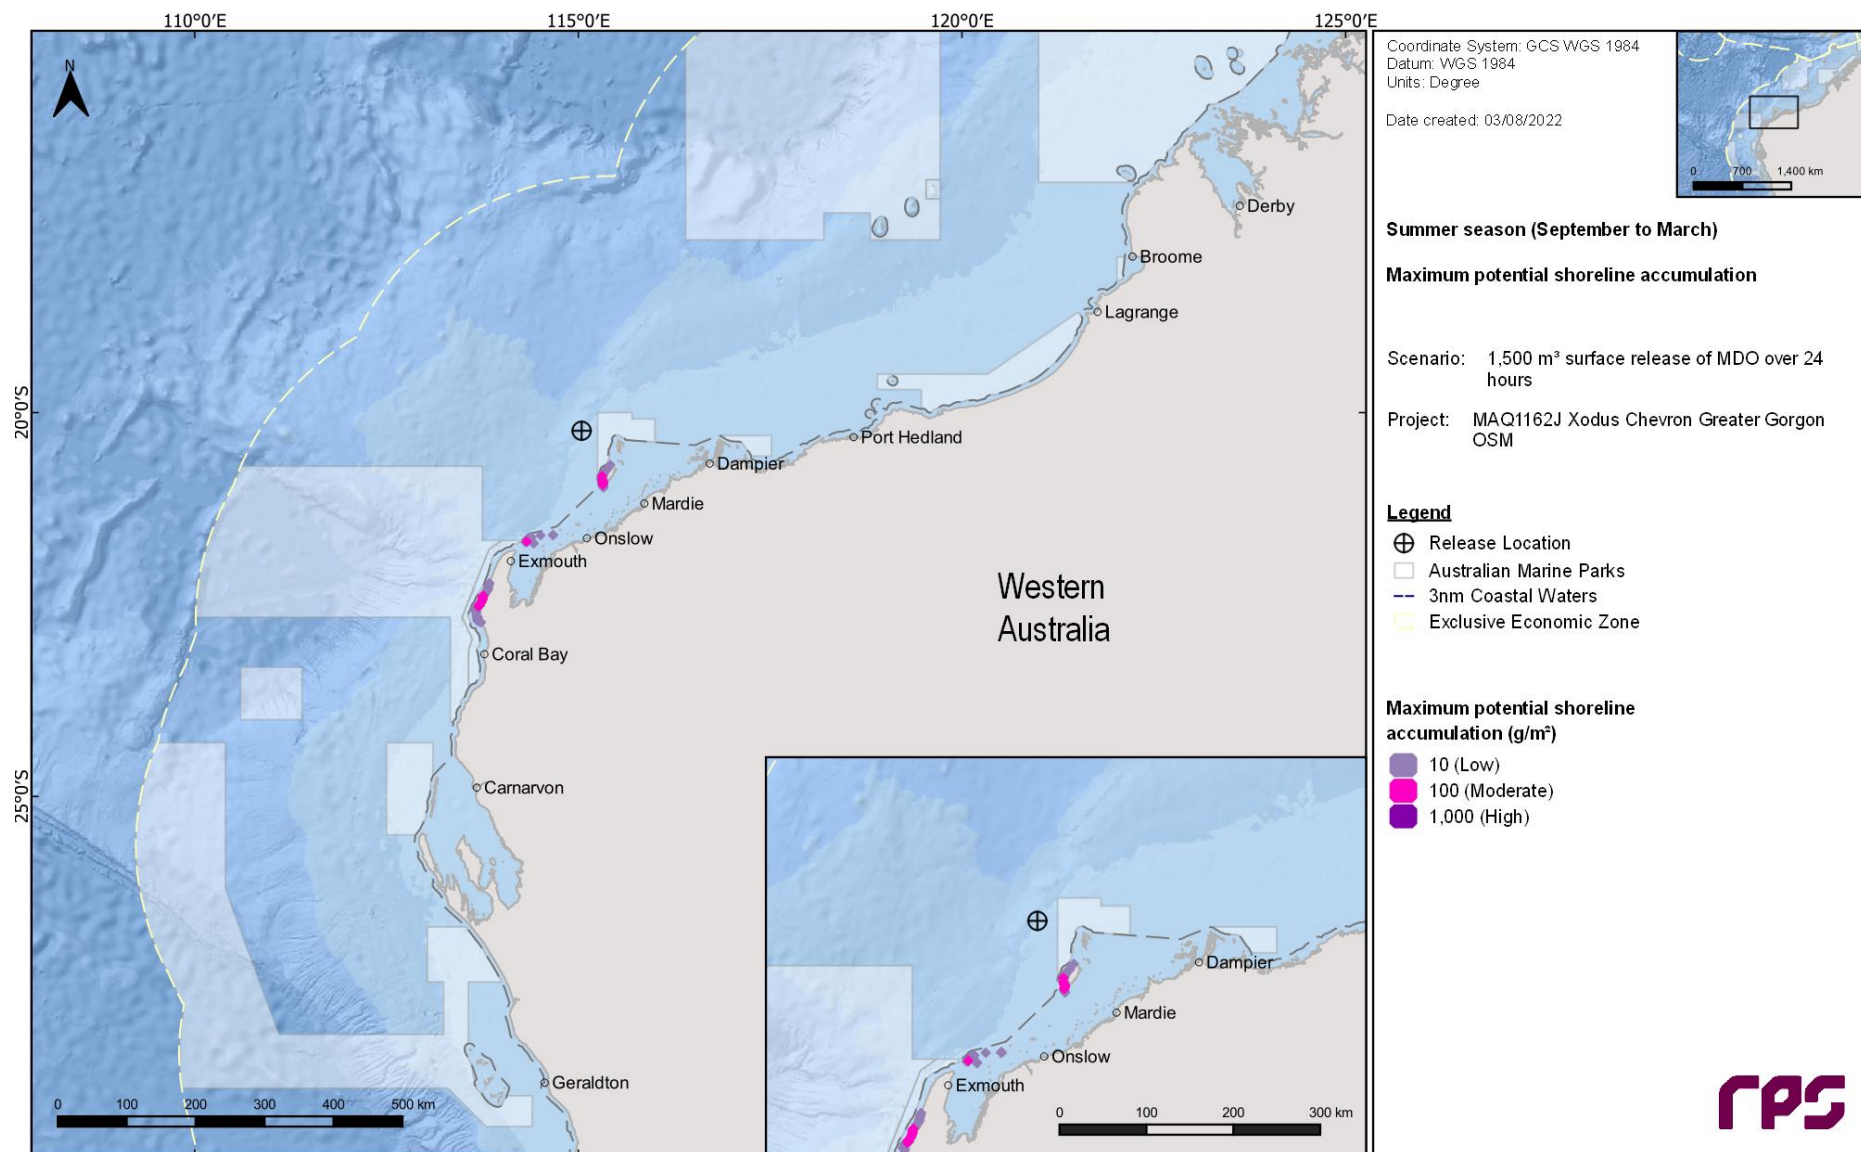 110°0'E
115°0'E
120°0'E
125°0'E
20°0'S
25°0'S
N
Derby
Broome
Lagrange
Port Hedland
Dampier
Mardie
Onslow
Exmouth
Western
Australia
Coral Bay
Carnarvon
Geraldton
0 100 200 300 400 500 km
Dampier
Mardie
Onslow
Exmouth
0 100 200 300 km
Coordinate System: GCS WGS 1984
Datum: WGS 1984
Units: Degree
Date created: 03/08/2022
0 700 1,400 km
Summer season (September to March)
Maximum potential shoreline accumulation
Scenario: 1,500 m³ surface release of MDO over 24
hours
Project: MAQ1162J Xodus Chevron Greater Gorgon
OSM
Legend
Release Location
Australian Marine Parks
3nm Coastal Waters
Exclusive Economic Zone
Maximum potential shoreline
accumulation (g/m²)
10 (Low)
100 (Moderate)
1,000 (High)
rps